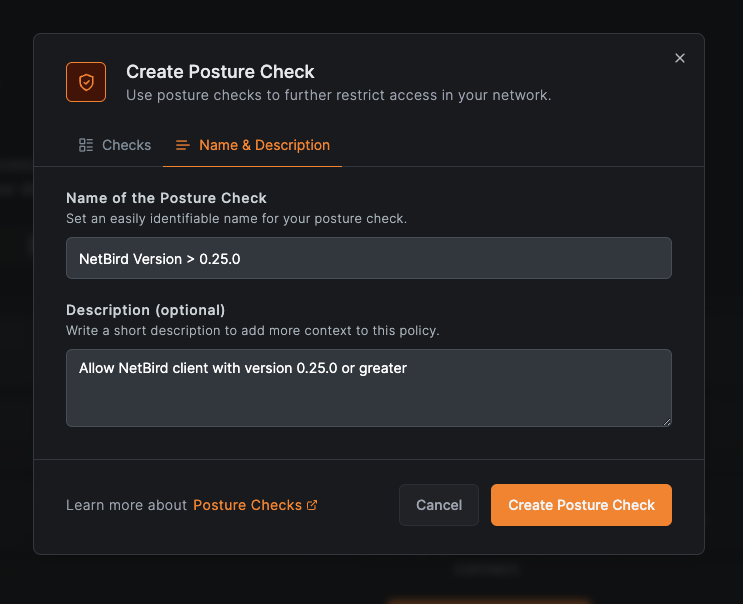 Create Posture Check
Use posture checks to further restrict access in your network.
Checks
Name & Description
Name of the Posture Check
Set an easily identifiable name for your posture check.
NetBird Version > 0.25.0
Description (optional)
Write a short description to add more context to this policy.
Allow NetBird client with version 0.25.0 or greater
Learn more about Posture Checks
Cancel
Create Posture Check